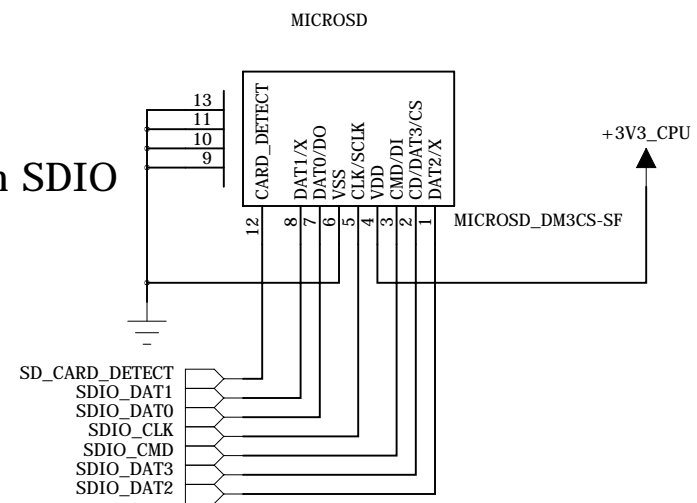 MICROSD
13
11
10
9
n SDIO
CARD_DETECT
DAT1/X
DAT0/DO
VSS
CLK/SCLK
VDD
CMD/DI
CD/DAT3/CS
DAT2/X
12
8
7
6
5
4
3
2
1
+3V3_CPU
MICROSD_DM3CS-SF
SD_CARD_DETECT
SDIO_DAT1
SDIO_DAT0
SDIO_CLK
SDIO_CMD
SDIO_DAT3
SDIO_DAT2